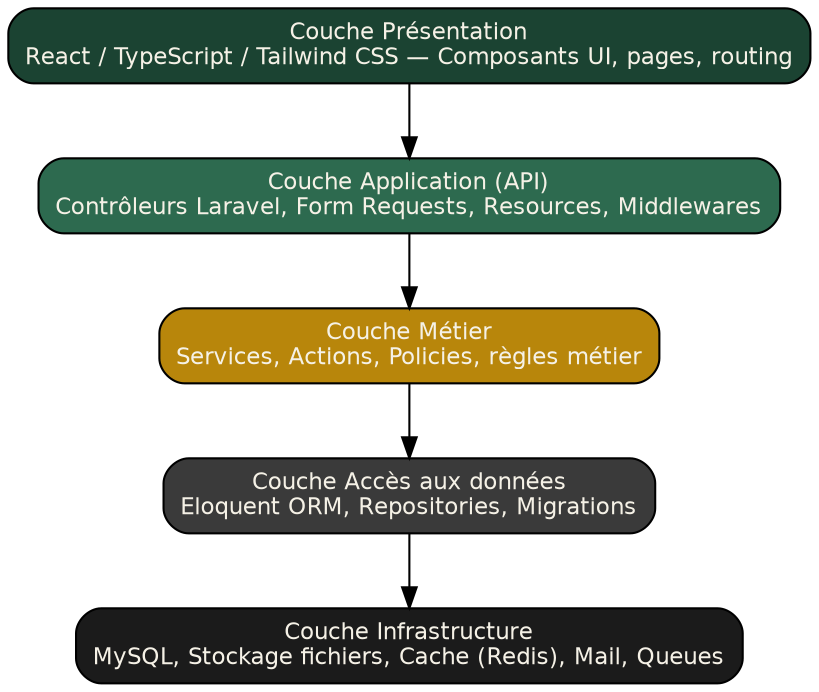 Couche Présentation
React / TypeScript / Tailwind CSS — Composants UI, pages, routing
Couche Application (API)
Contrôleurs Laravel, Form Requests, Resources, Middlewares
Couche Métier
Services, Actions, Policies, règles métier
Couche Accès aux données
Eloquent ORM, Repositories, Migrations
Couche Infrastructure
MySQL, Stockage fichiers, Cache (Redis), Mail, Queues